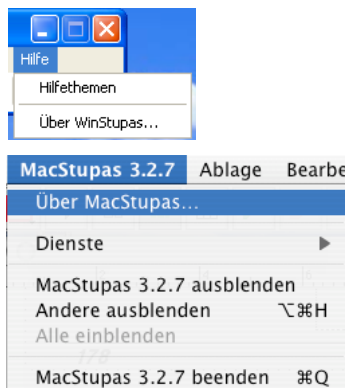 Hilfe
Hilfethemen
Über WinStupas...
MacStupas 3.2.7 Ablage Bearbe
Über MacStupas...
Dienste
MacStupas 3.2.7 ausblenden
Andere ausblenden ⌥⌘H
Alle einblenden
MacStupas 3.2.7 beenden ⌘Q